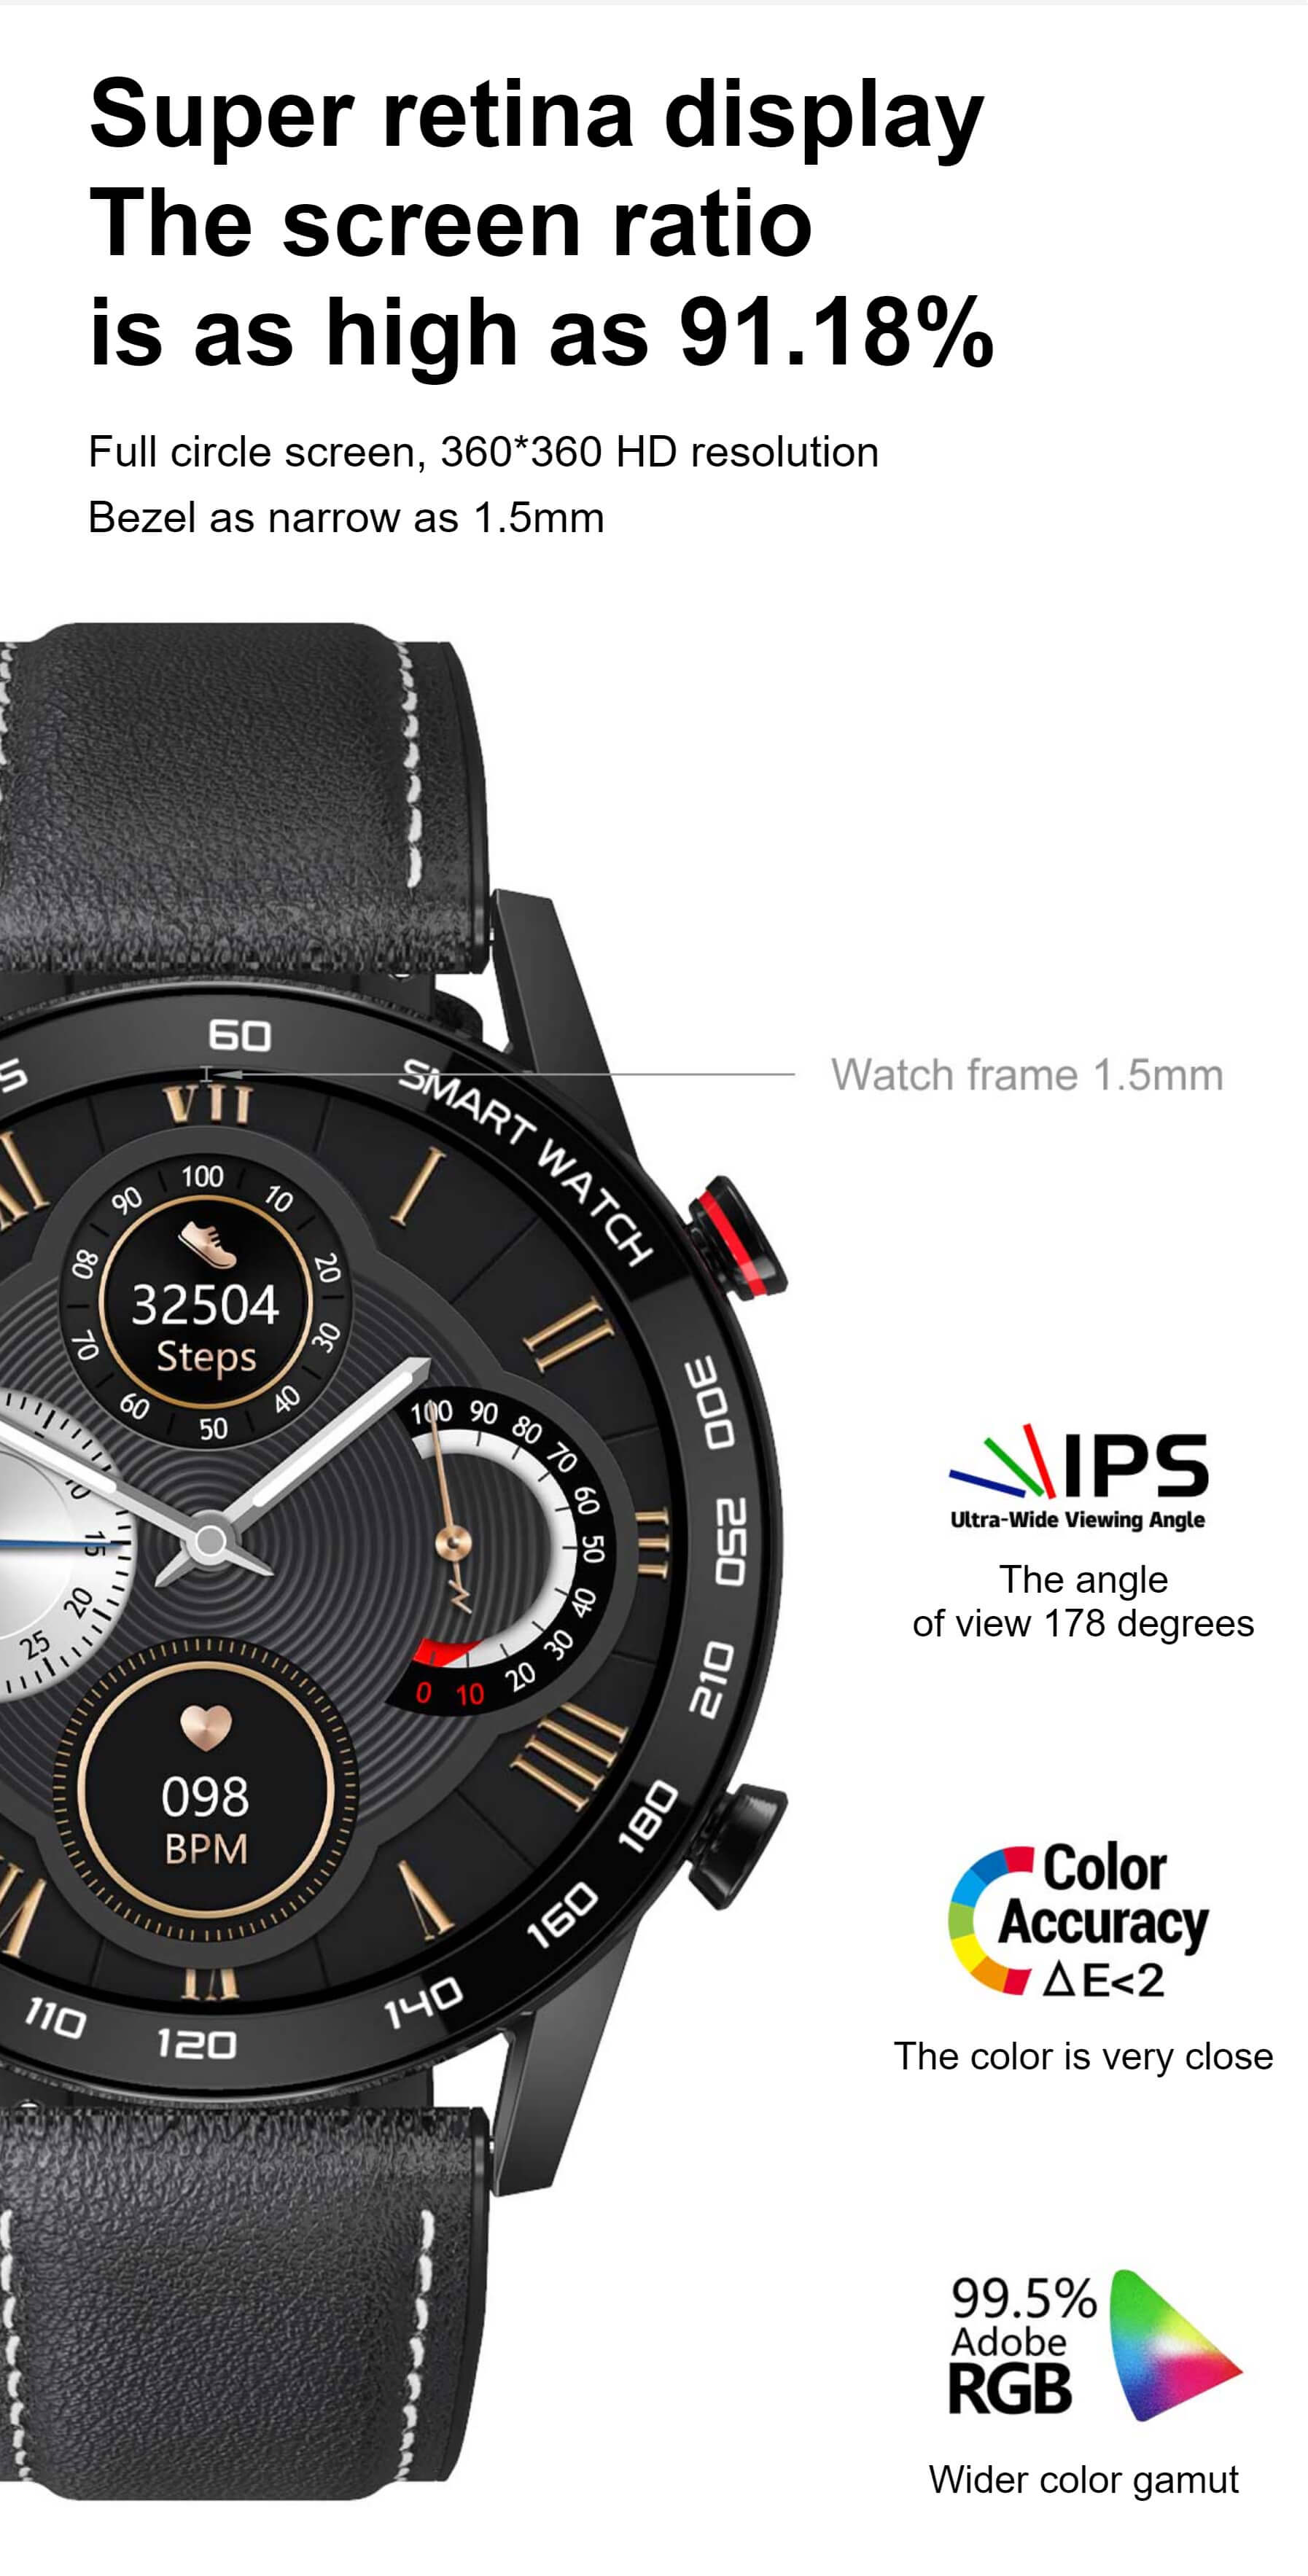 Super retina display
The screen ratio
is as high as 91.18%
Full circle screen, 360*360 HD resolution
Bezel as narrow as 1.5mm
60
SMART WATCH
Watch frame 1.5mm
VII
I
II
III
IIII
V
VI
100
10
20
30
40
50
60
70
80
90
32504
Steps
100
90
80
70
60
50
40
30
20
10
0
15
20
25
098
BPM
300
250
210
180
160
140
120
110
IPS
Ultra-Wide Viewing Angle
The angle
of view 178 degrees
Color
Accuracy
ΔE<2
The color is very close
99.5%
Adobe
RGB
Wider color gamut